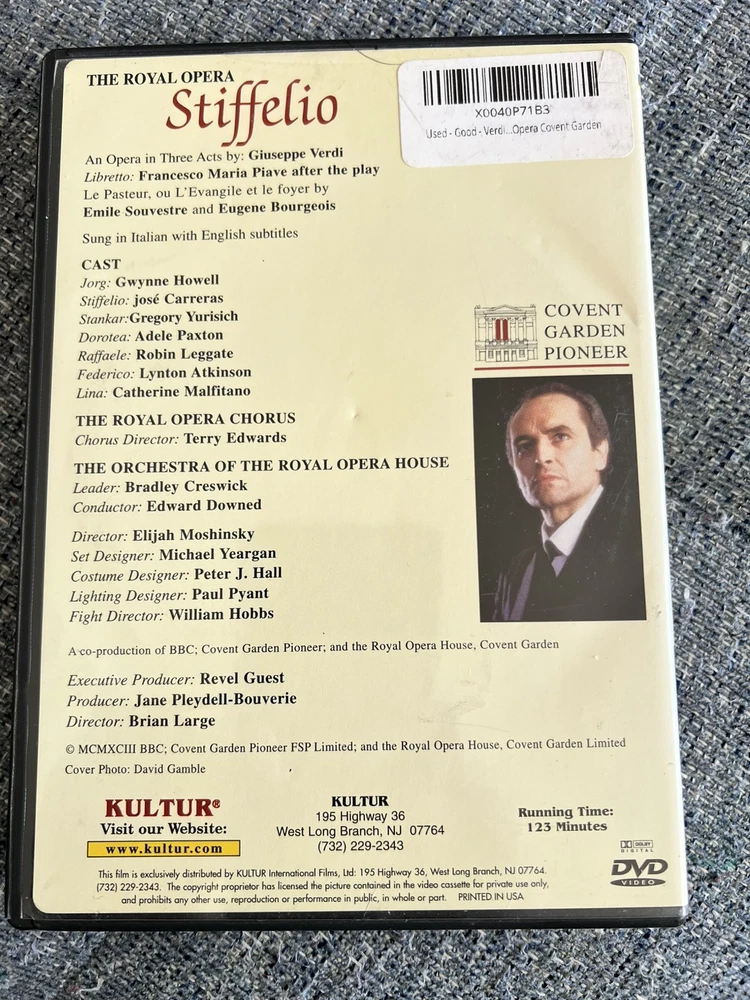 THE ROYAL OPERA
Stiffelio
X0040P71B3
Used - Good - Verdi...Opera Covent Garden
An Opera in Three Acts by: Giuseppe Verdi
Libretto: Francesco Maria Piave after the play
Le Pasteur, ou L'Evangile et le foyer by
Emile Souvestre and Eugene Bourgeois
Sung in Italian with English subtitles
CAST
Jorg: Gwynne Howell
Stiffelio: josé Carreras
Stankar:Gregory Yurisich
Dorotea: Adele Paxton
Raffaele: Robin Leggate
Federico: Lynton Atkinson
Lina: Catherine Malfitano
COVENT
GARDEN
PIONEER
THE ROYAL OPERA CHORUS
Chorus Director: Terry Edwards
THE ORCHESTRA OF THE ROYAL OPERA HOUSE
Leader: Bradley Creswick
Conductor: Edward Downed
Director: Elijah Moshinsky
Set Designer: Michael Yeargan
Costume Designer: Peter J. Hall
Lighting Designer: Paul Pyant
Fight Director: William Hobbs
A co-production of BBC; Covent Garden Pioneer; and the Royal Opera House, Covent Garden
Executive Producer: Revel Guest
Producer: Jane Pleydell-Bouverie
Director: Brian Large
© MCMXCIII BBC; Covent Garden Pioneer FSP Limited; and the Royal Opera House, Covent Garden Limited
Cover Photo: David Gamble
KULTUR®
Visit our Website:
www.kultur.com
KULTUR
195 Highway 36
West Long Branch, NJ 07764
(732) 229-2343
Running Time:
123 Minutes
DOLBY
DIGITAL
DVD
VIDEO
This film is exclusively distributed by KULTUR International Films, Ltd: 195 Highway 36, West Long Branch, NJ 07764.
(732) 229-2343. The copyright proprietor has licensed the picture contained in the video cassette for private use only,
and prohibits any other use, reproduction or performance in public, in whole or part. PRINTED IN USA